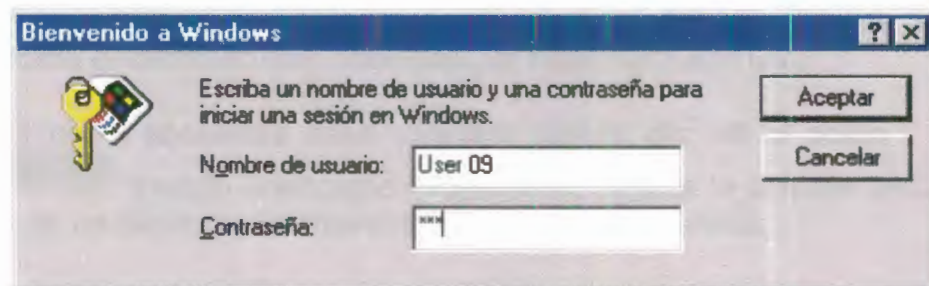 Bienvenido a Windows
Escriba un nombre de usuario y una contraseña para
iniciar una sesión en Windows.
Aceptar
Nombre de usuario: User 09
Cancelar
Contraseña: ***